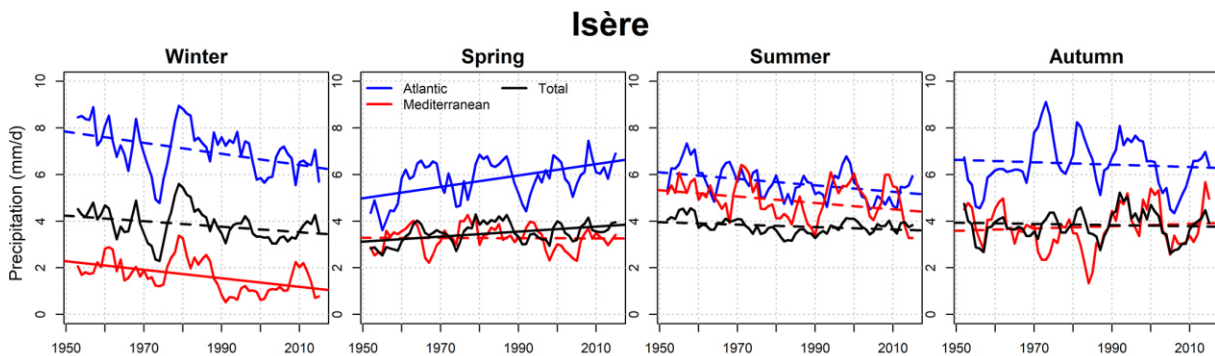 Isère
Winter Spring Summer Autumn
Precipitation (mm/d)
0 2 4 6 8 10
0 2 4 6 8 10
0 2 4 6 8 10
0 2 4 6 8 10
Atlantic Total
Mediterranean
1950 1970 1990 2010
1950 1970 1990 2010
1950 1970 1990 2010
1950 1970 1990 2010